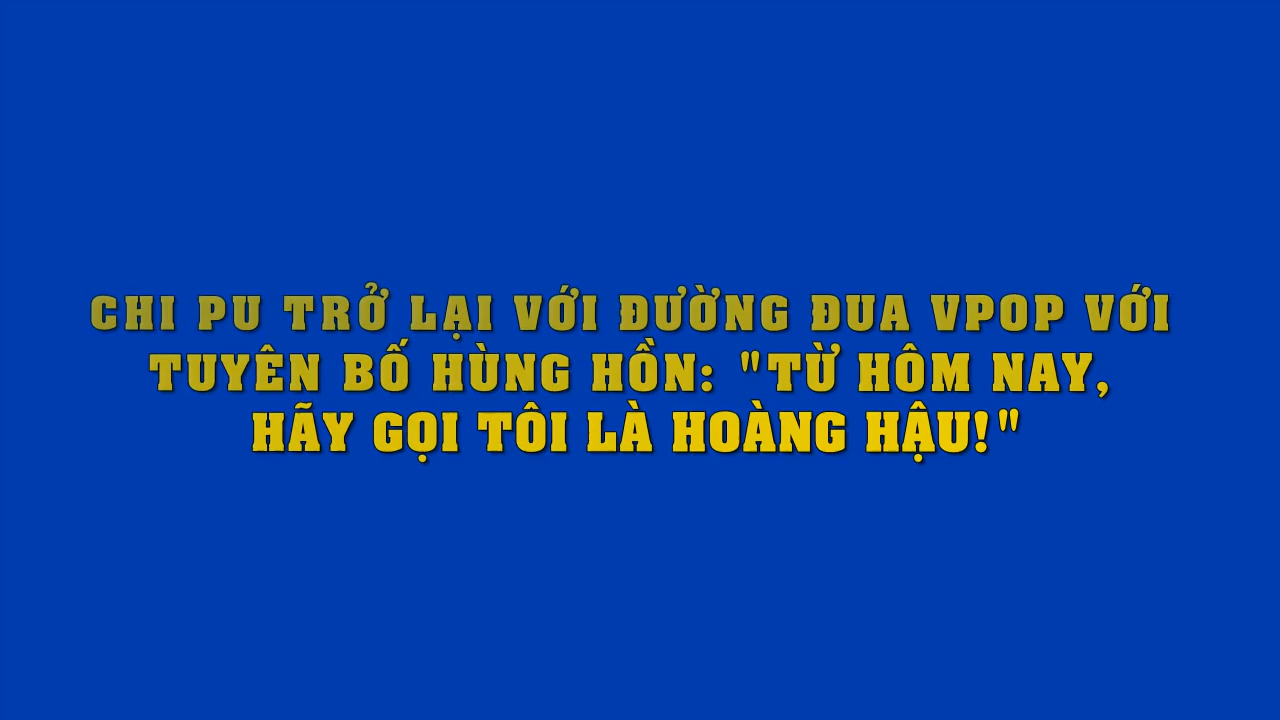 CHI PU TRỞ LẠI VỚI ĐƯỜNG ĐUA VPOP VỚI
TUYÊN BỐ HÙNG HỒN: "TỪ HÔM NAY,
HÃY GỌI TÔI LÀ HOÀNG HẬU!"